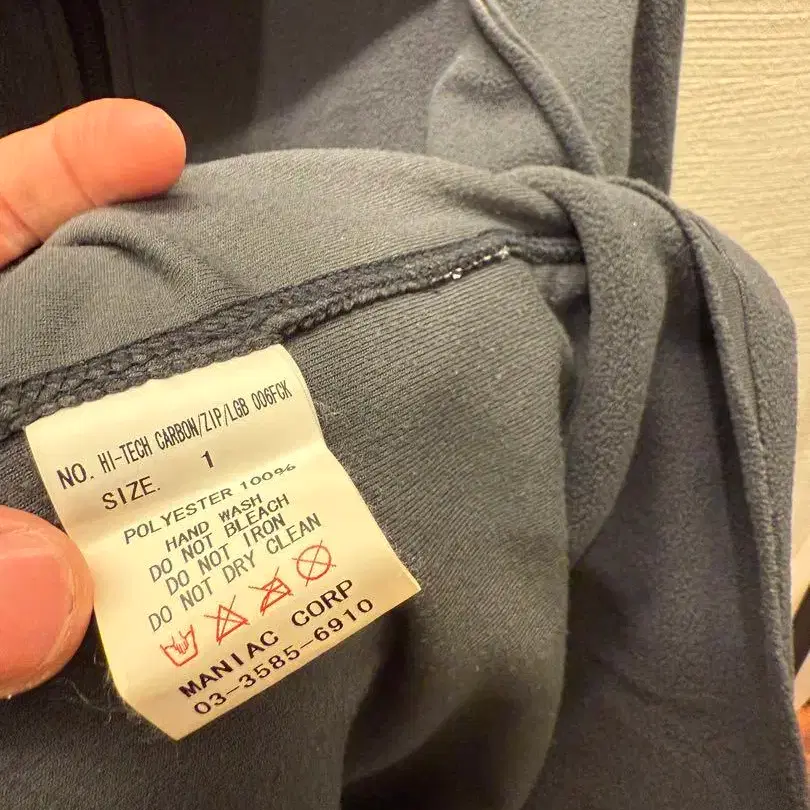 NO. HI-TECH CARBON/ZIP/LGB 006FCK
SIZE. 1
POLYESTER 100%
HAND WASH
DO NOT BLEACH
DO NOT IRON
DO NOT DRY CLEAN
MANIAC CORP
03-3585-6910